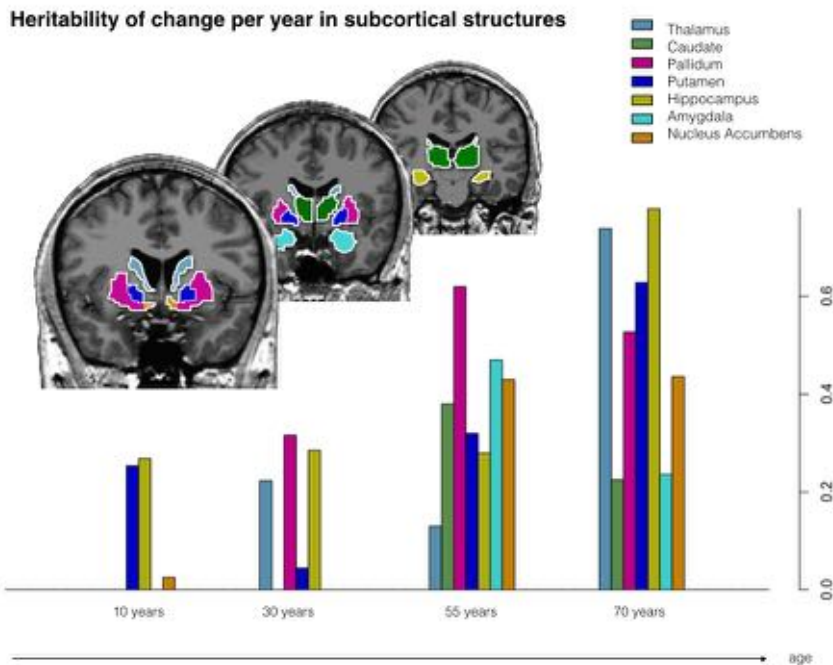 Heritability of change per year in subcortical structures
Thalamus
Caudate
Pallidum
Putamen
Hippocampus
Amygdala
Nucleus Accumbens
0.6
0.4
0.2
0.0
10 years
30 years
55 years
70 years
age